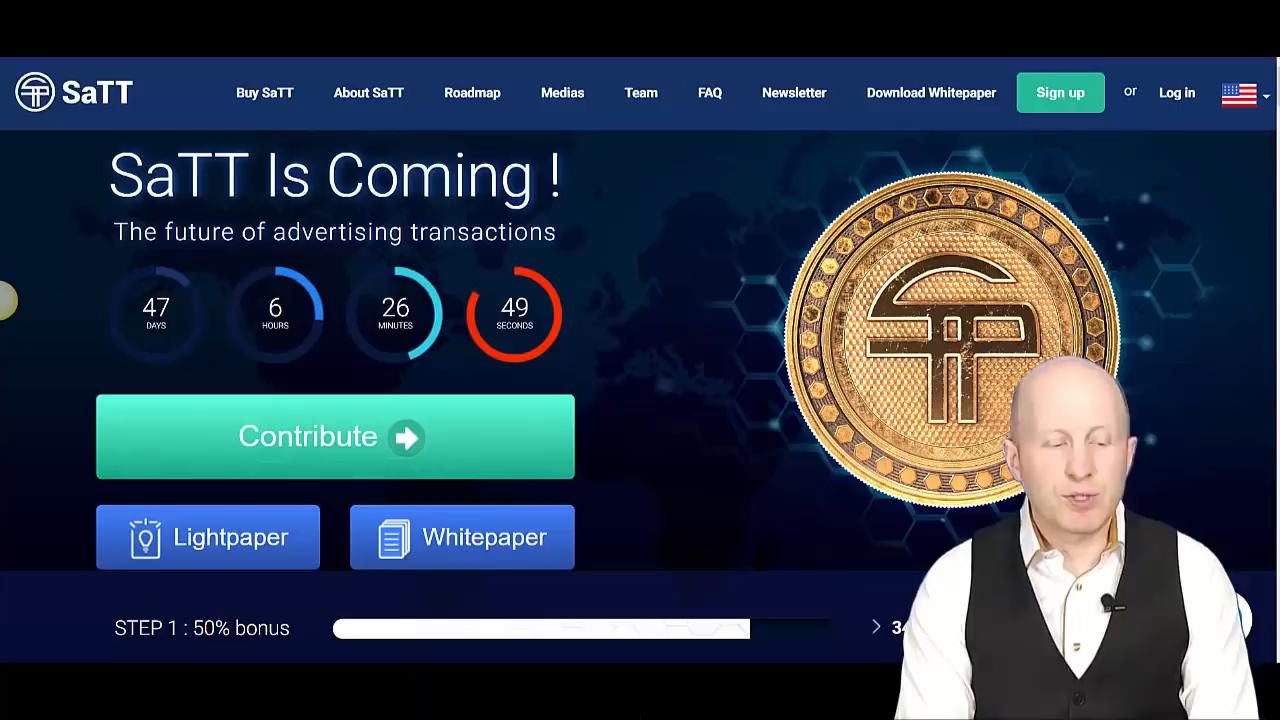 SaTT
Buy SaTT About SaTT Roadmap Medias Team FAQ Newsletter Download Whitepaper Sign up or Log in
SaTT Is Coming !
The future of advertising transactions
47 6 26 49
DAYS HOURS MINUTES SECONDS
Contribute
Lightpaper Whitepaper
STEP 1 : 50% bonus